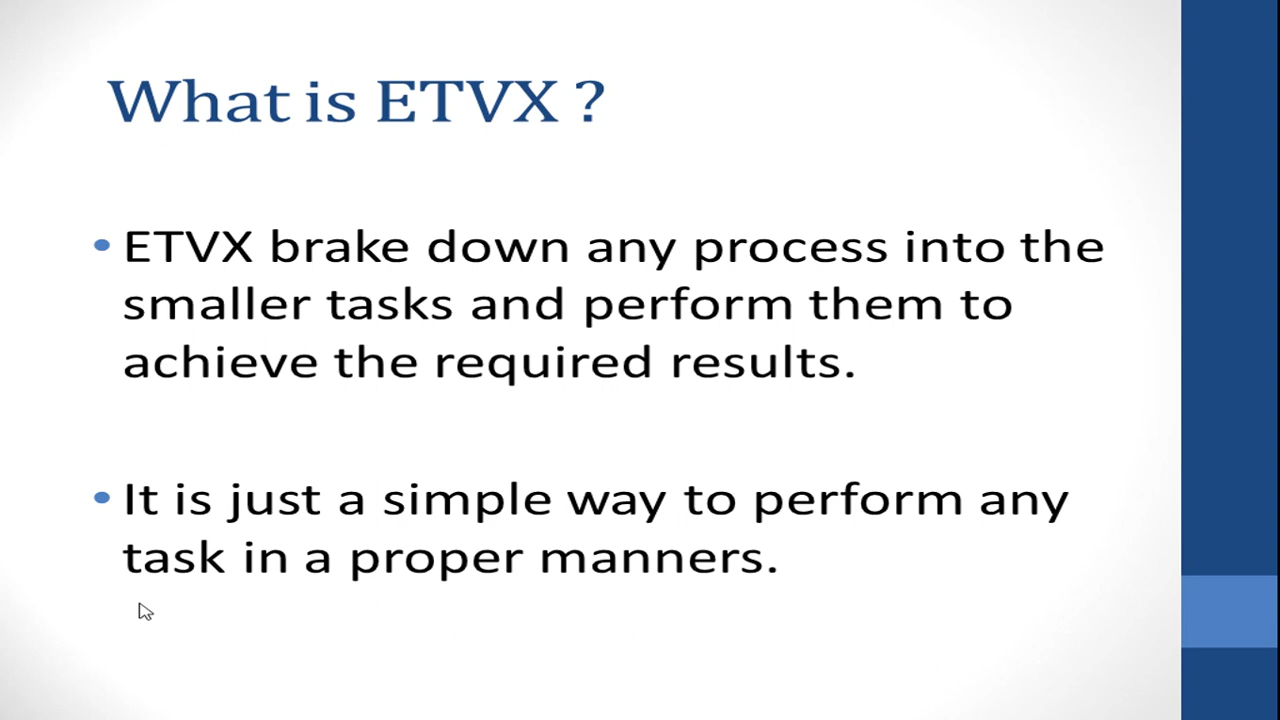 What is ETVX ?
• ETVX brake down any process into the
smaller tasks and perform them to
achieve the required results.
• It is just a simple way to perform any
task in a proper manners.